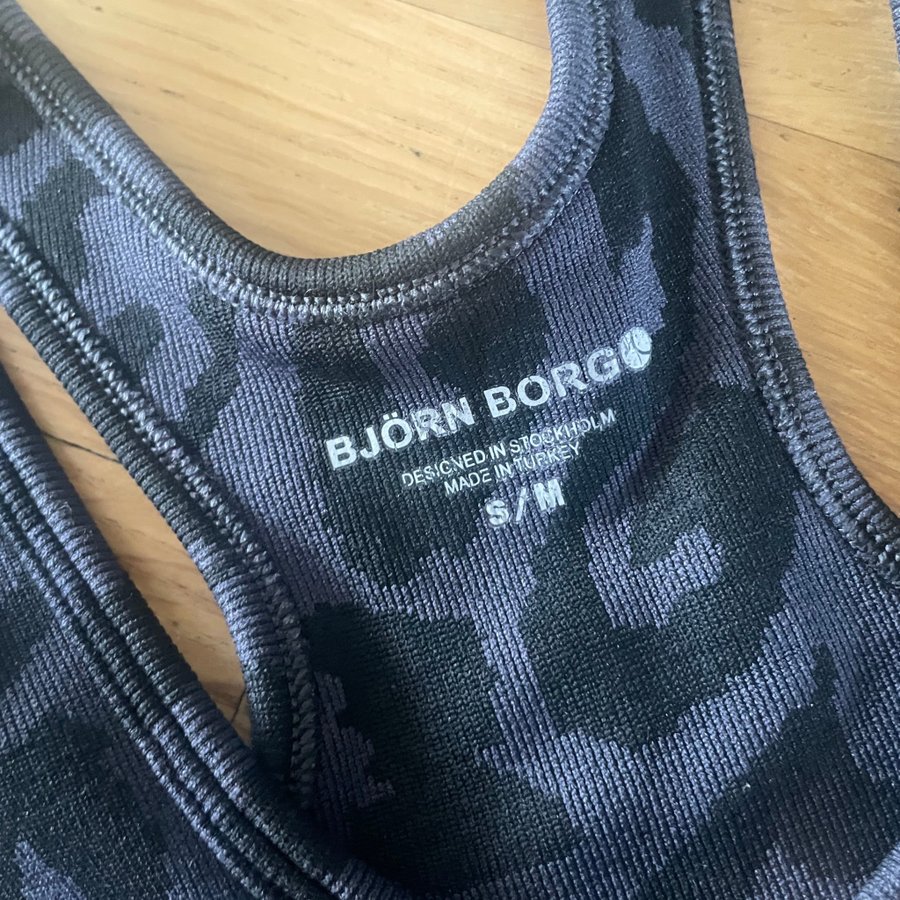 BJÖRN BORG
DESIGNED IN STOCKHOLM
MADE IN TURKEY
S/M